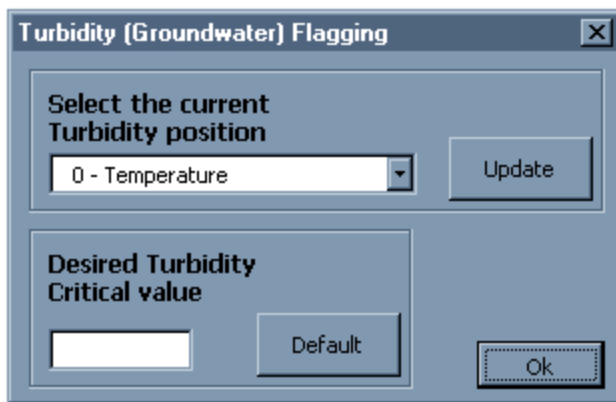 Turbidity (Groundwater) Flagging
Select the current
Turbidity position
0 - Temperature
Update
Desired Turbidity
Critical value
Default
Ok